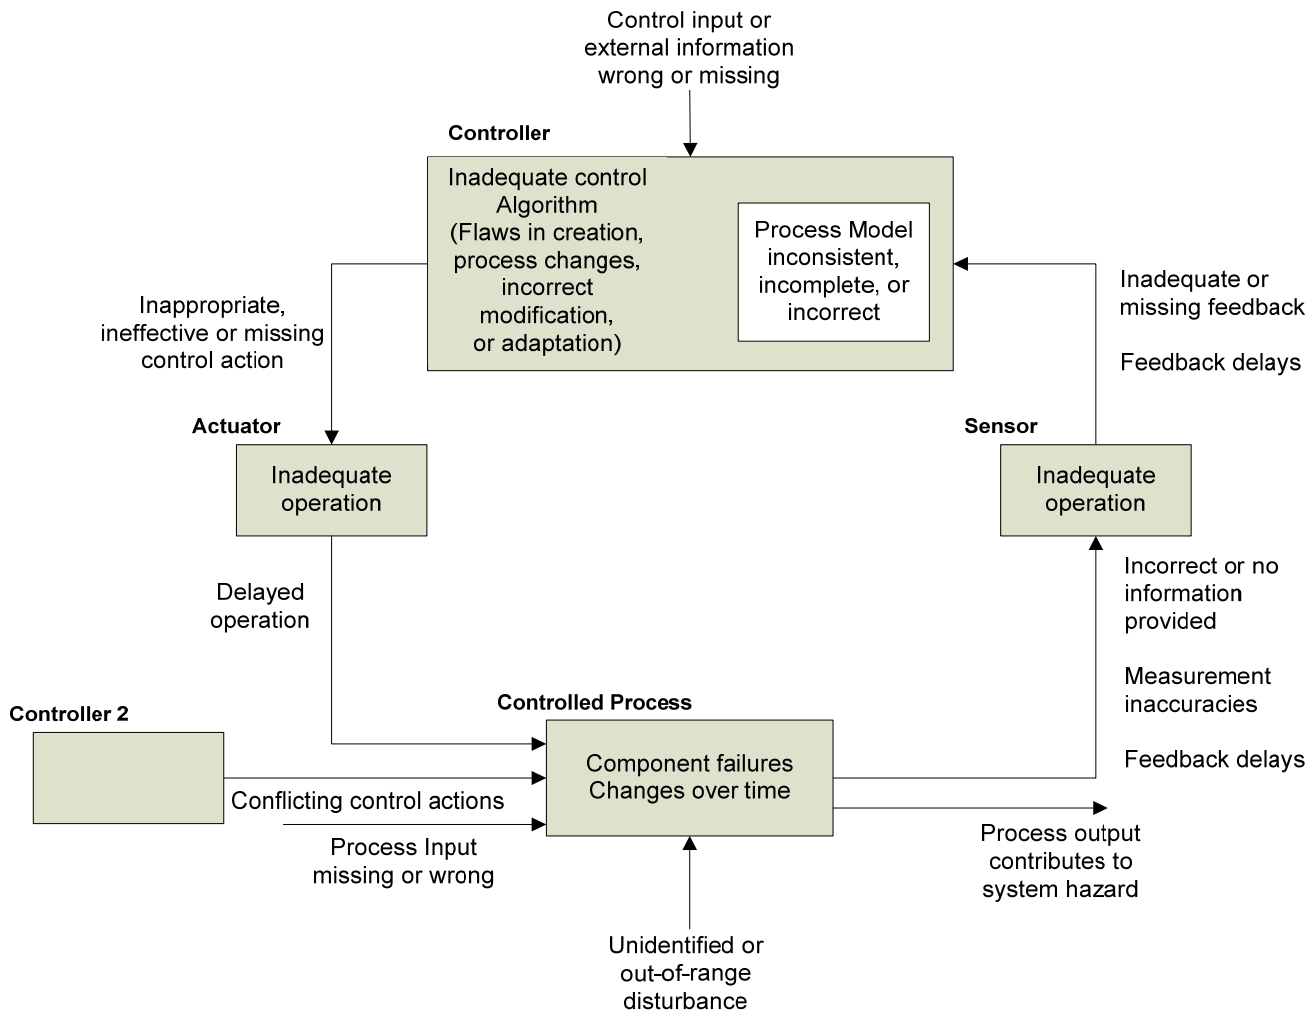 Control input or
external information
wrong or missing
Controller
Inadequate control
Algorithm
(Flaws in creation,
process changes,
incorrect
modification,
or adaptation)
Process Model
inconsistent,
incomplete, or
incorrect
Inappropriate,
ineffective or missing
control action
Inadequate or
missing feedback
Feedback delays
Actuator
Inadequate
operation
Sensor
Inadequate
operation
Delayed
operation
Incorrect or no
information
provided
Measurement
inaccuracies
Feedback delays
Controller 2
Controlled Process
Component failures
Changes over time
Conflicting control actions
Process Input
missing or wrong
Process output
contributes to
system hazard
Unidentified or
out-of-range
disturbance